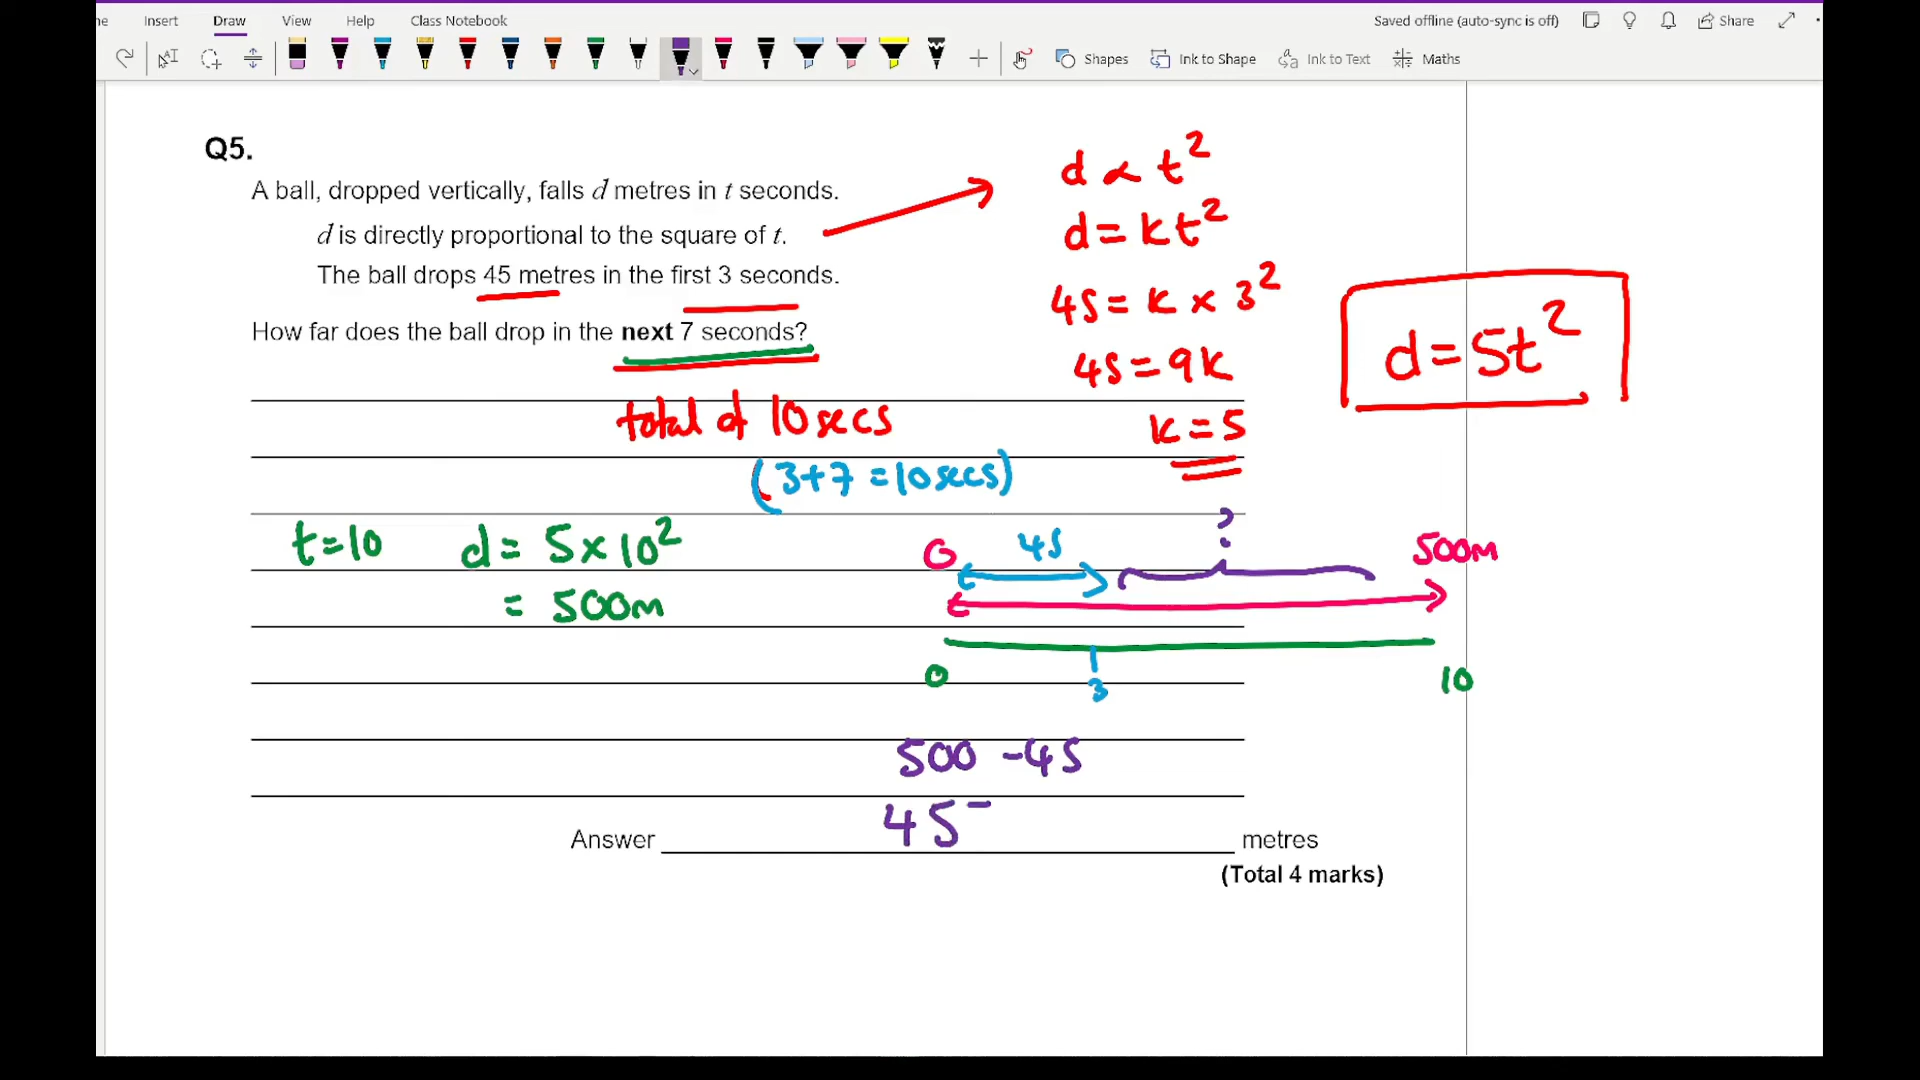 ne Insert Draw View Help Class Notebook Saved offline (auto-sync is off) Share
Shapes Ink to Shape Ink to Text Maths
Q5.
A ball, dropped vertically, falls d metres in t seconds.
d is directly proportional to the square of t.
The ball drops 45 metres in the first 3 seconds.
How far does the ball drop in the next 7 seconds?
d ∝ t²
d = kt²
45 = k × 3²
45 = 9k
k = 5
d = 5t²
total of 10 secs
(3+7 = 10 secs)
t = 10 d = 5 × 10²
= 500m
0 45 ? 500m
0 3 10
500 - 45
45
Answer metres
(Total 4 marks)